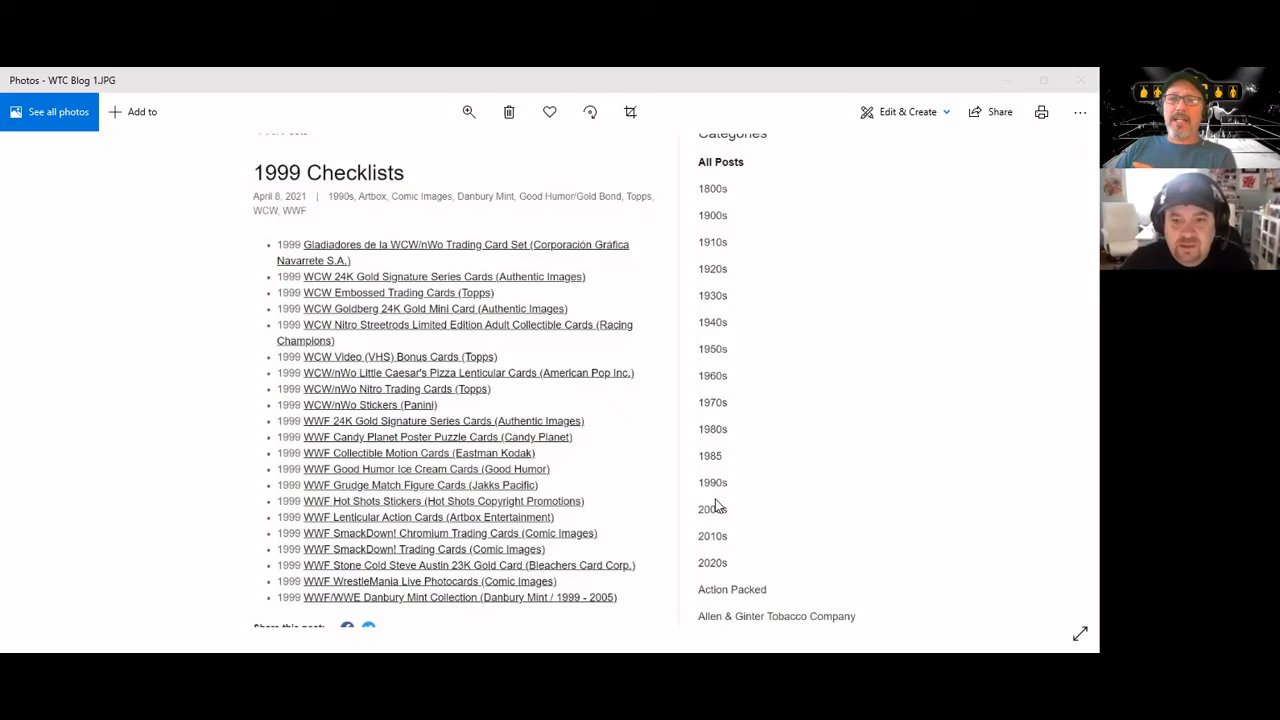 Photos - WTC Blog 1.JPG
See all photos
Add to
Edit & Create
Share
1999 Checklists
April 8, 2021 | 1990s, Artbox, Comic Images, Danbury Mint, Good Humor/Gold Bond, Topps,
WCW, WWF
1999 Gladiadores de la WCW/nWo Trading Card Set (Corporación Gráfica
Navarrete S.A.)
1999 WCW 24K Gold Signature Series Cards (Authentic Images)
1999 WCW Embossed Trading Cards (Topps)
1999 WCW Goldberg 24K Gold Mini Card (Authentic Images)
1999 WCW Nitro Streetrods Limited Edition Adult Collectible Cards (Racing
Champions)
1999 WCW Video (VHS) Bonus Cards (Topps)
1999 WCW/nWo Little Caesar's Pizza Lenticular Cards (American Pop Inc.)
1999 WCW/nWo Nitro Trading Cards (Topps)
1999 WCW/nWo Stickers (Panini)
1999 WWF 24K Gold Signature Series Cards (Authentic Images)
1999 WWF Candy Planet Poster Puzzle Cards (Candy Planet)
1999 WWF Collectible Motion Cards (Eastman Kodak)
1999 WWF Good Humor Ice Cream Cards (Good Humor)
1999 WWF Grudge Match Figure Cards (Jakks Pacific)
1999 WWF Hot Shots Stickers (Hot Shots Copyright Promotions)
1999 WWF Lenticular Action Cards (Artbox Entertainment)
1999 WWF SmackDown! Chromium Trading Cards (Comic Images)
1999 WWF SmackDown! Trading Cards (Comic Images)
1999 WWF Stone Cold Steve Austin 23K Gold Card (Bleachers Card Corp.)
1999 WWF WrestleMania Live Photocards (Comic Images)
1999 WWF/WWE Danbury Mint Collection (Danbury Mint / 1999 - 2005)
Share this post:
Categories
All Posts
1800s
1900s
1910s
1920s
1930s
1940s
1950s
1960s
1970s
1980s
1985
1990s
2000s
2010s
2020s
Action Packed
Allen & Ginter Tobacco Company